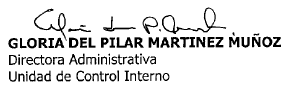 GLORIA DEL PILAR MARTINEZ MUÑOZ
Directora Administrativa
Unidad de Control Interno